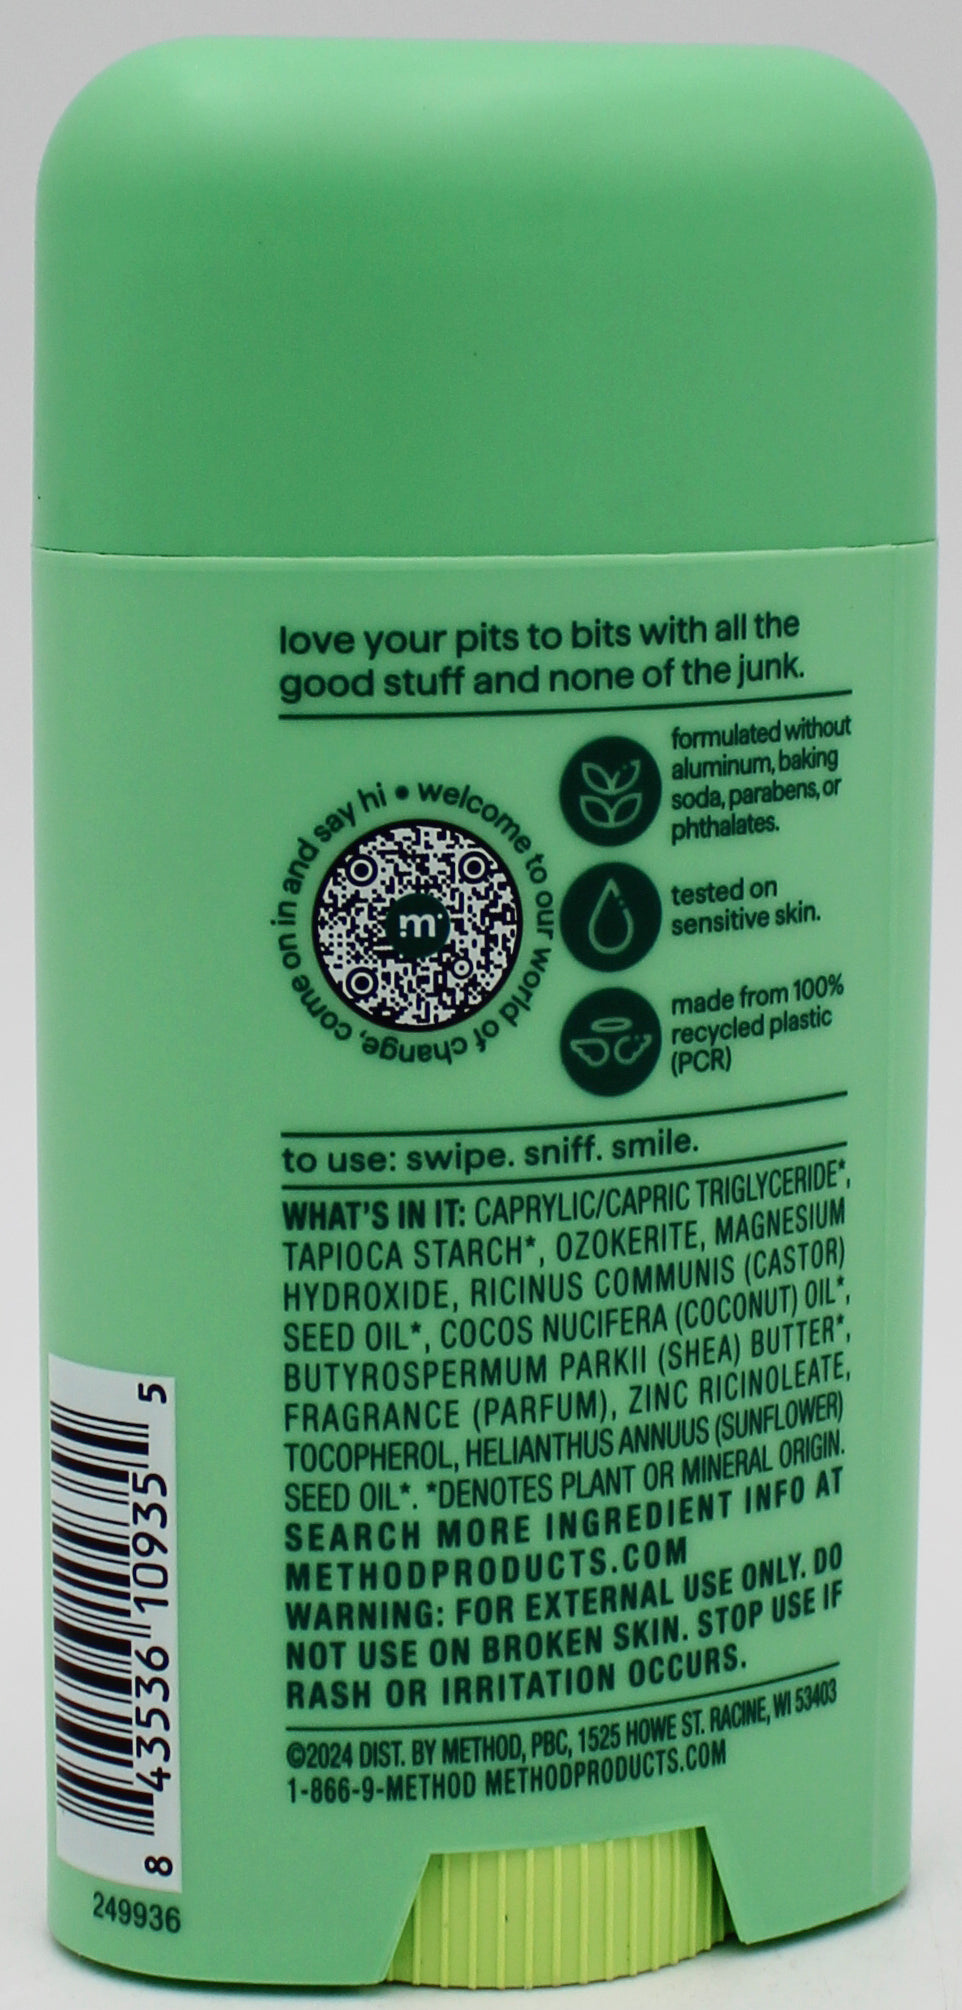 love your pits to bits with all the
good stuff and none of the junk.
welcome to our world of change, come on in and say hi •
m
formulated without
aluminum, baking
soda, parabens, or
phthalates.
tested on
sensitive skin.
made from 100%
recycled plastic
(PCR)
to use: swipe. sniff. smile.
WHAT'S IN IT: CAPRYLIC/CAPRIC TRIGLYCERIDE*,
TAPIOCA STARCH*, OZOKERITE, MAGNESIUM
HYDROXIDE, RICINUS COMMUNIS (CASTOR)
SEED OIL*, COCOS NUCIFERA (COCONUT) OIL*,
BUTYROSPERMUM PARKII (SHEA) BUTTER*,
FRAGRANCE (PARFUM), ZINC RICINOLEATE,
TOCOPHEROL, HELIANTHUS ANNUUS (SUNFLOWER)
SEED OIL*. *DENOTES PLANT OR MINERAL ORIGIN.
SEARCH MORE INGREDIENT INFO AT
METHODPRODUCTS.COM
WARNING: FOR EXTERNAL USE ONLY. DO
NOT USE ON BROKEN SKIN. STOP USE IF
RASH OR IRRITATION OCCURS.
©2024 DIST. BY METHOD, PBC, 1525 HOWE ST. RACINE, WI 53403
1-866-9-METHOD METHODPRODUCTS.COM
8 43536 10935 5
249936